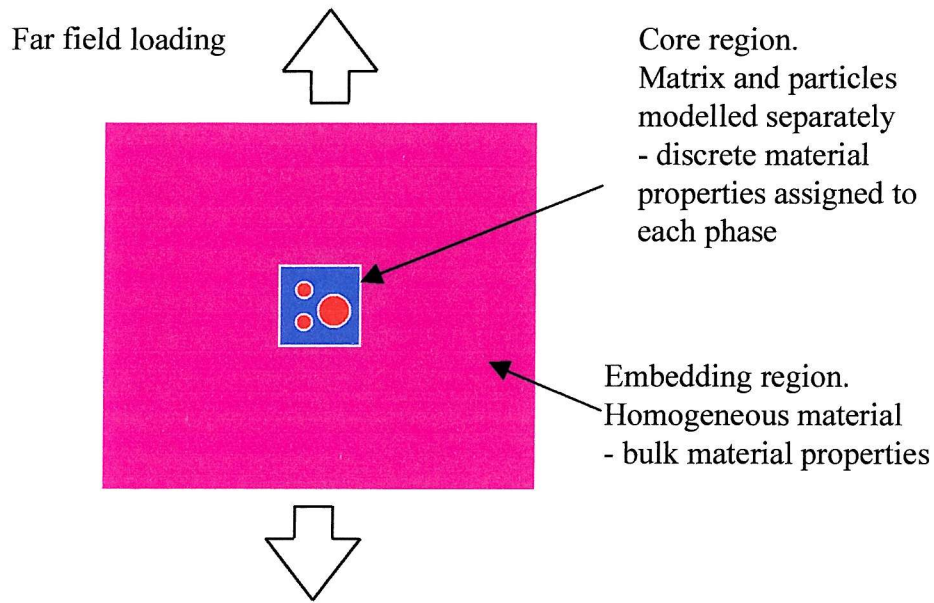 Far field loading
Core region.
Matrix and particles
modelled separately
- discrete material
properties assigned to
each phase
Embedding region.
Homogeneous material
- bulk material properties